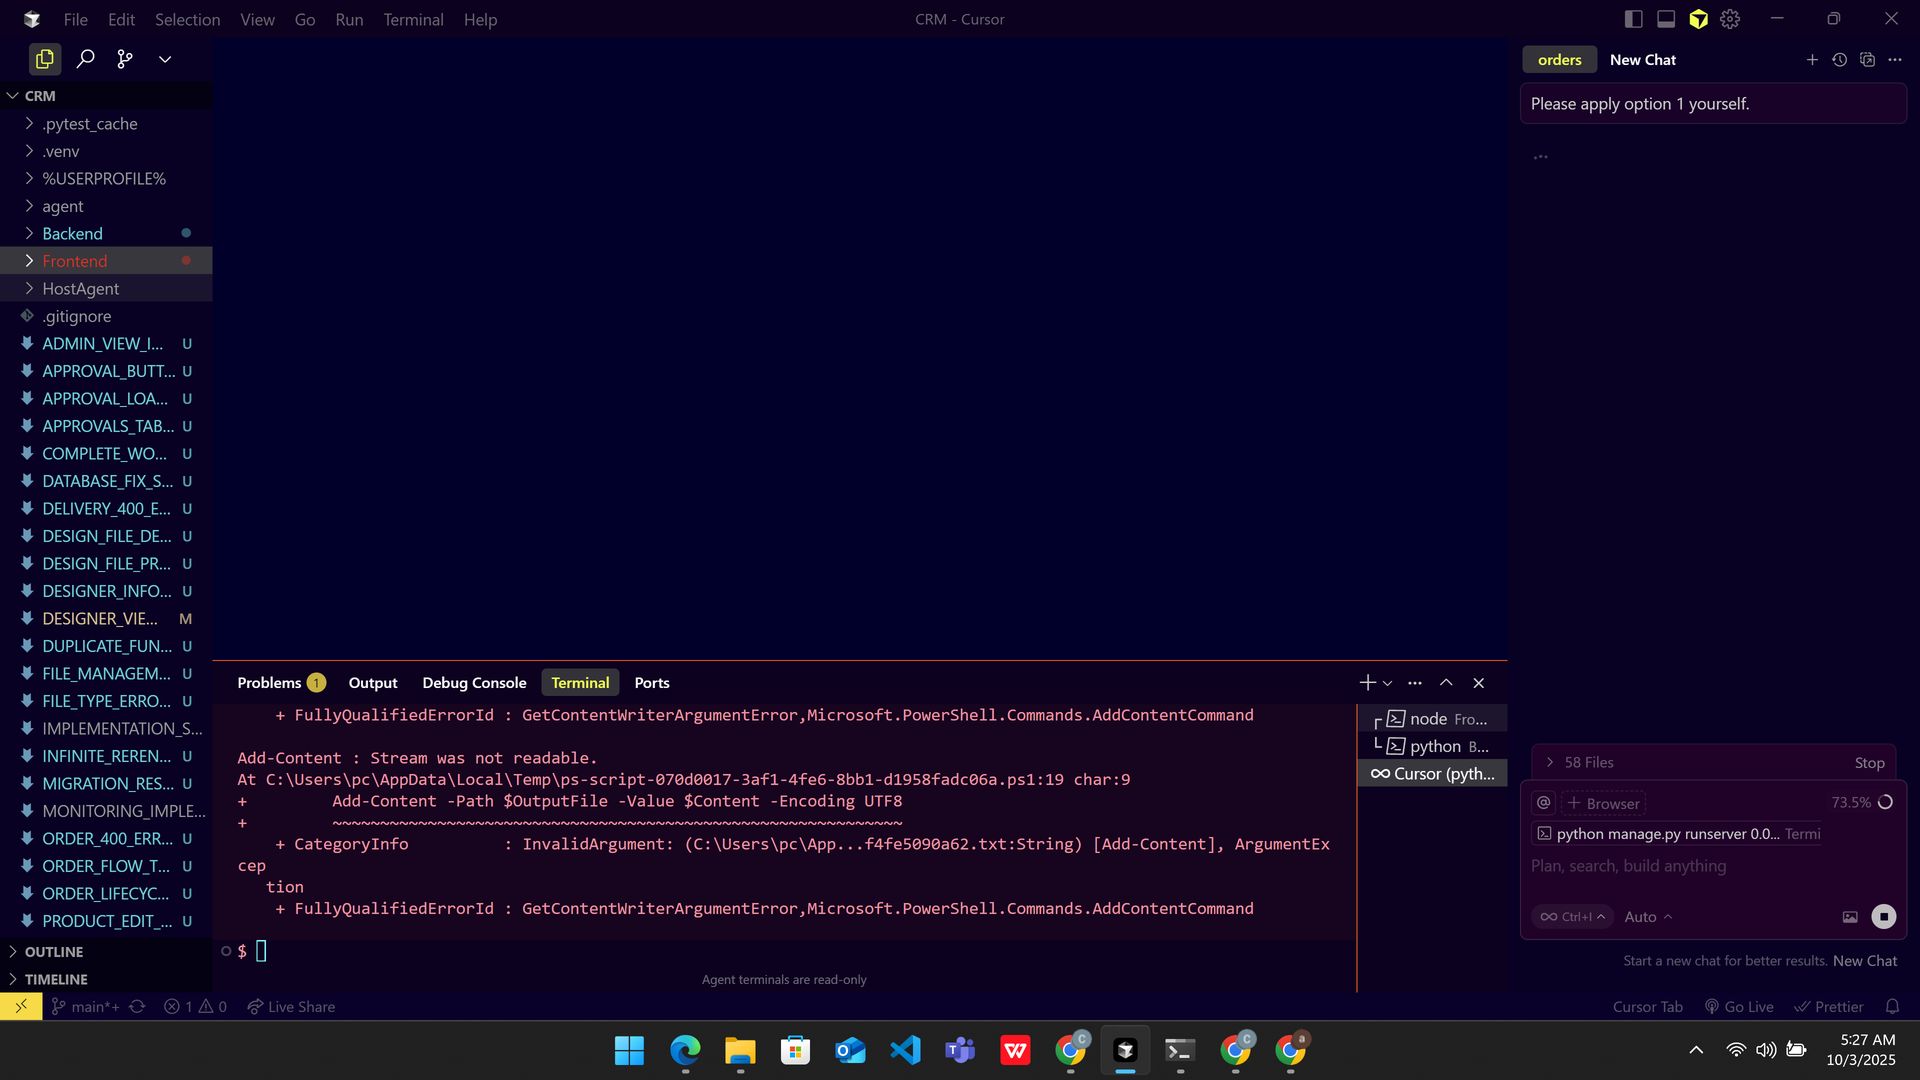 File Edit Selection View Go Run Terminal Help
CRM - Cursor
CRM
.pytest_cache
.venv
%USERPROFILE%
agent
Backend
Frontend
HostAgent
.gitignore
ADMIN_VIEW_I... U
APPROVAL_BUTT... U
APPROVAL_LOA... U
APPROVALS_TAB... U
COMPLETE_WO... U
DATABASE_FIX_S... U
DELIVERY_400_E... U
DESIGN_FILE_DE... U
DESIGN_FILE_PR... U
DESIGNER_INFO... U
DESIGNER_VIE... M
DUPLICATE_FUN... U
FILE_MANAGEM... U
FILE_TYPE_ERRO... U
IMPLEMENTATION_S...
INFINITE_REREN... U
MIGRATION_RES... U
MONITORING_IMPLE...
ORDER_400_ERR... U
ORDER_FLOW_T... U
ORDER_LIFECYC... U
PRODUCT_EDIT_... U
OUTLINE
TIMELINE
Problems 1 Output Debug Console Terminal Ports
+ FullyQualifiedErrorId : GetContentWriterArgumentError,Microsoft.PowerShell.Commands.AddContentCommand
Add-Content : Stream was not readable.
At C:\Users\pc\AppData\Local\Temp\ps-script-070d0017-3af1-4fe6-8bb1-d1958fadc06a.ps1:19 char:9
+ Add-Content -Path $OutputFile -Value $Content -Encoding UTF8
+ ~~~~~~~~~~~~~~~~~~~~~~~~~~~~~~~~~~~~~~~~~~~~~~~~~~~~~~~~~~~~
+ CategoryInfo : InvalidArgument: (C:\Users\pc\App...f4fe5090a62.txt:String) [Add-Content], ArgumentEx
cep
tion
+ FullyQualifiedErrorId : GetContentWriterArgumentError,Microsoft.PowerShell.Commands.AddContentCommand
$
Agent terminals are read-only
node Fro...
python B...
Cursor (pyth...
orders New Chat
Please apply option 1 yourself.
...
58 Files Stop
@ + Browser 73.5%
python manage.py runserver 0.0... Termi
Plan, search, build anything
∞ Ctrl+I Auto
Start a new chat for better results. New Chat
main*+ 1 0 Live Share
Cursor Tab Go Live Prettier
5:27 AM
10/3/2025